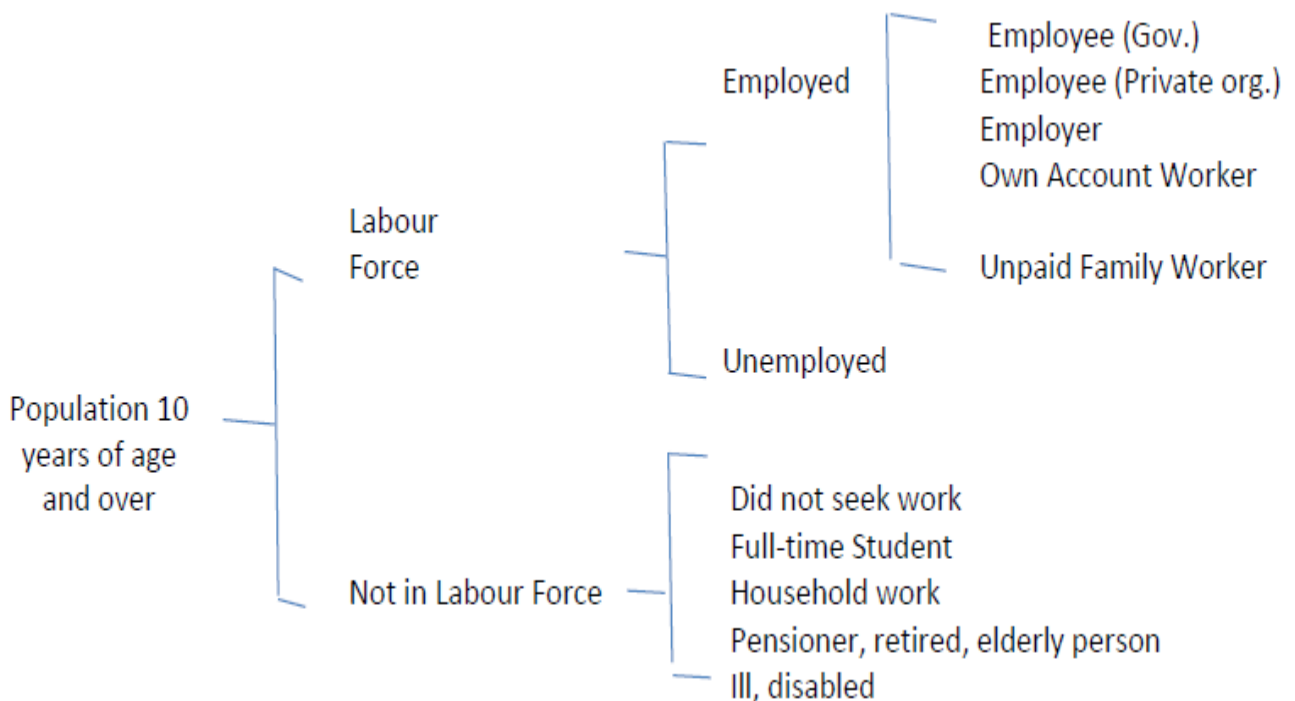 Employee (Gov.)
Employed
Employee (Private org.)
Employer
Own Account Worker
Labour
Force
Unpaid Family Worker
Unemployed
Population 10
years of age
and over
Did not seek work
Full-time Student
Not in Labour Force
Household work
Pensioner, retired, elderly person
Ill, disabled